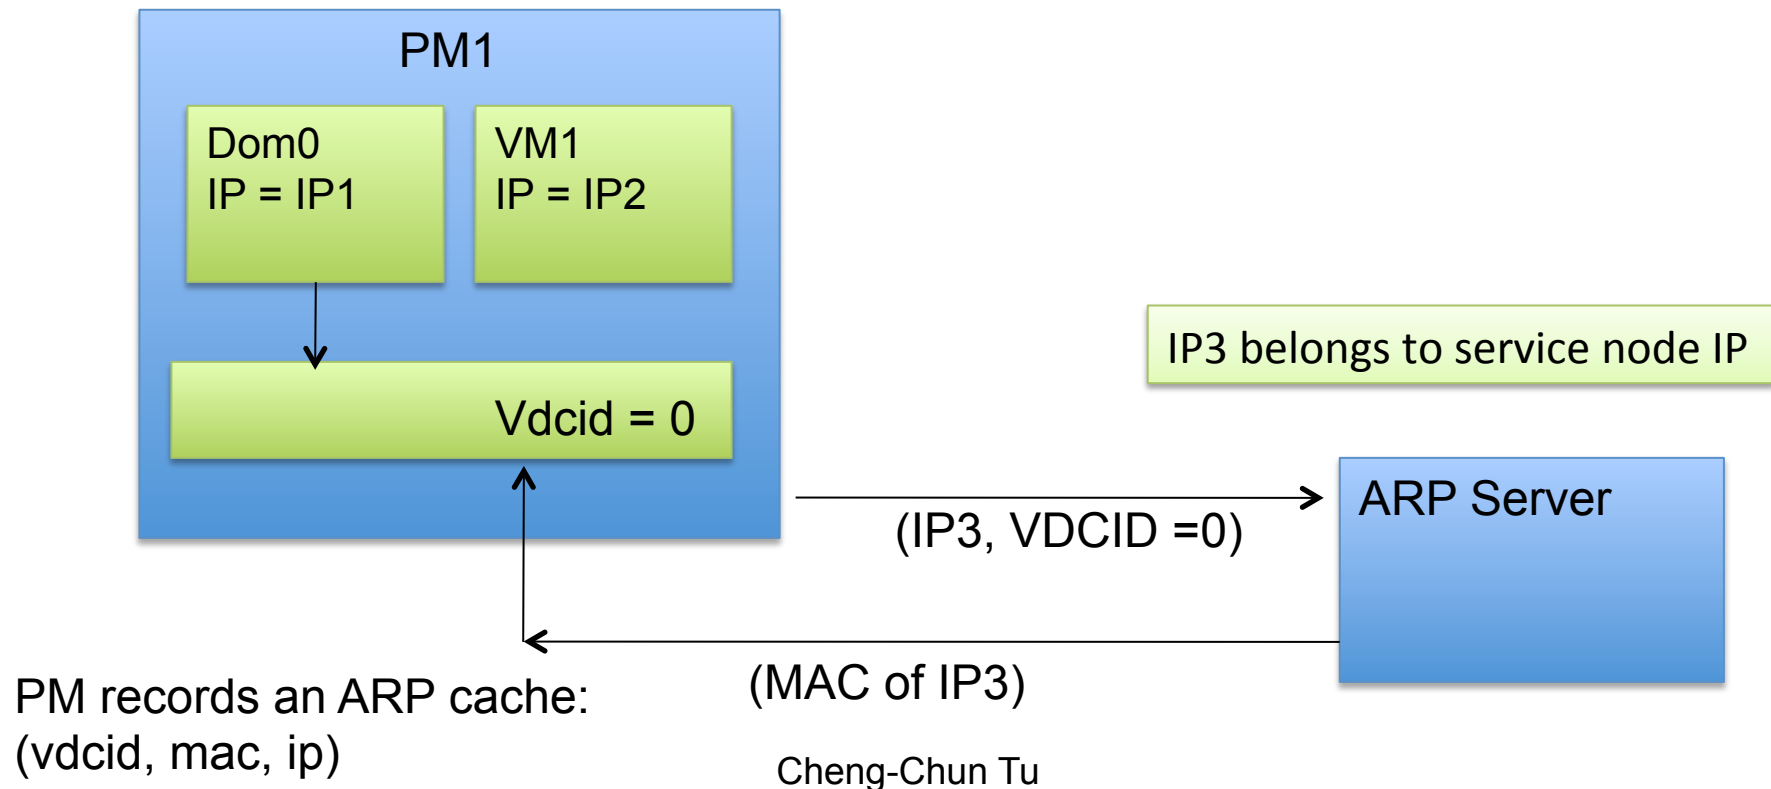 PM1
Dom0
IP = IP1
VM1
IP = IP2
Vdcid = 0
IP3 belongs to service node IP
(IP3, VDCID =0)
ARP Server
(MAC of IP3)
PM records an ARP cache:
(vdcid, mac, ip)
Cheng-Chun Tu